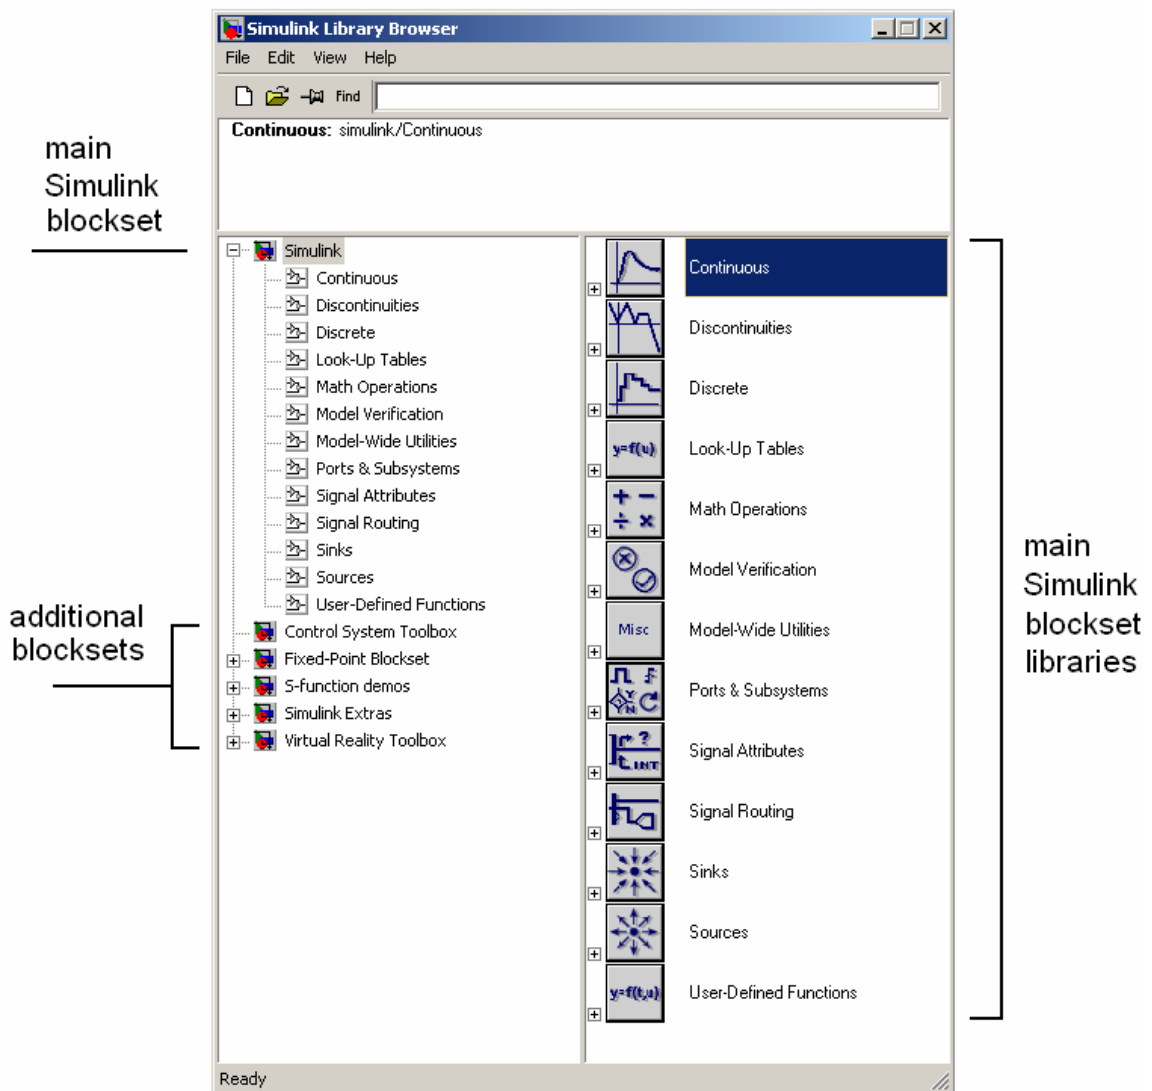 Simulink Library Browser
File Edit View Help
Find
Continuous: simulink/Continuous
main
Simulink
blockset
Simulink
Continuous
Discontinuities
Discrete
Look-Up Tables
Math Operations
Model Verification
Model-Wide Utilities
Ports & Subsystems
Signal Attributes
Signal Routing
Sinks
Sources
User-Defined Functions
additional
blocksets
Control System Toolbox
Fixed-Point Blockset
S-function demos
Simulink Extras
Virtual Reality Toolbox
Continuous
Discontinuities
Discrete
y=f(u) Look-Up Tables
Math Operations
Model Verification
Misc Model-Wide Utilities
Y N Ports & Subsystems
? t INT Signal Attributes
Signal Routing
Sinks
Sources
y=f(t,u) User-Defined Functions
main
Simulink
blockset
libraries
Ready